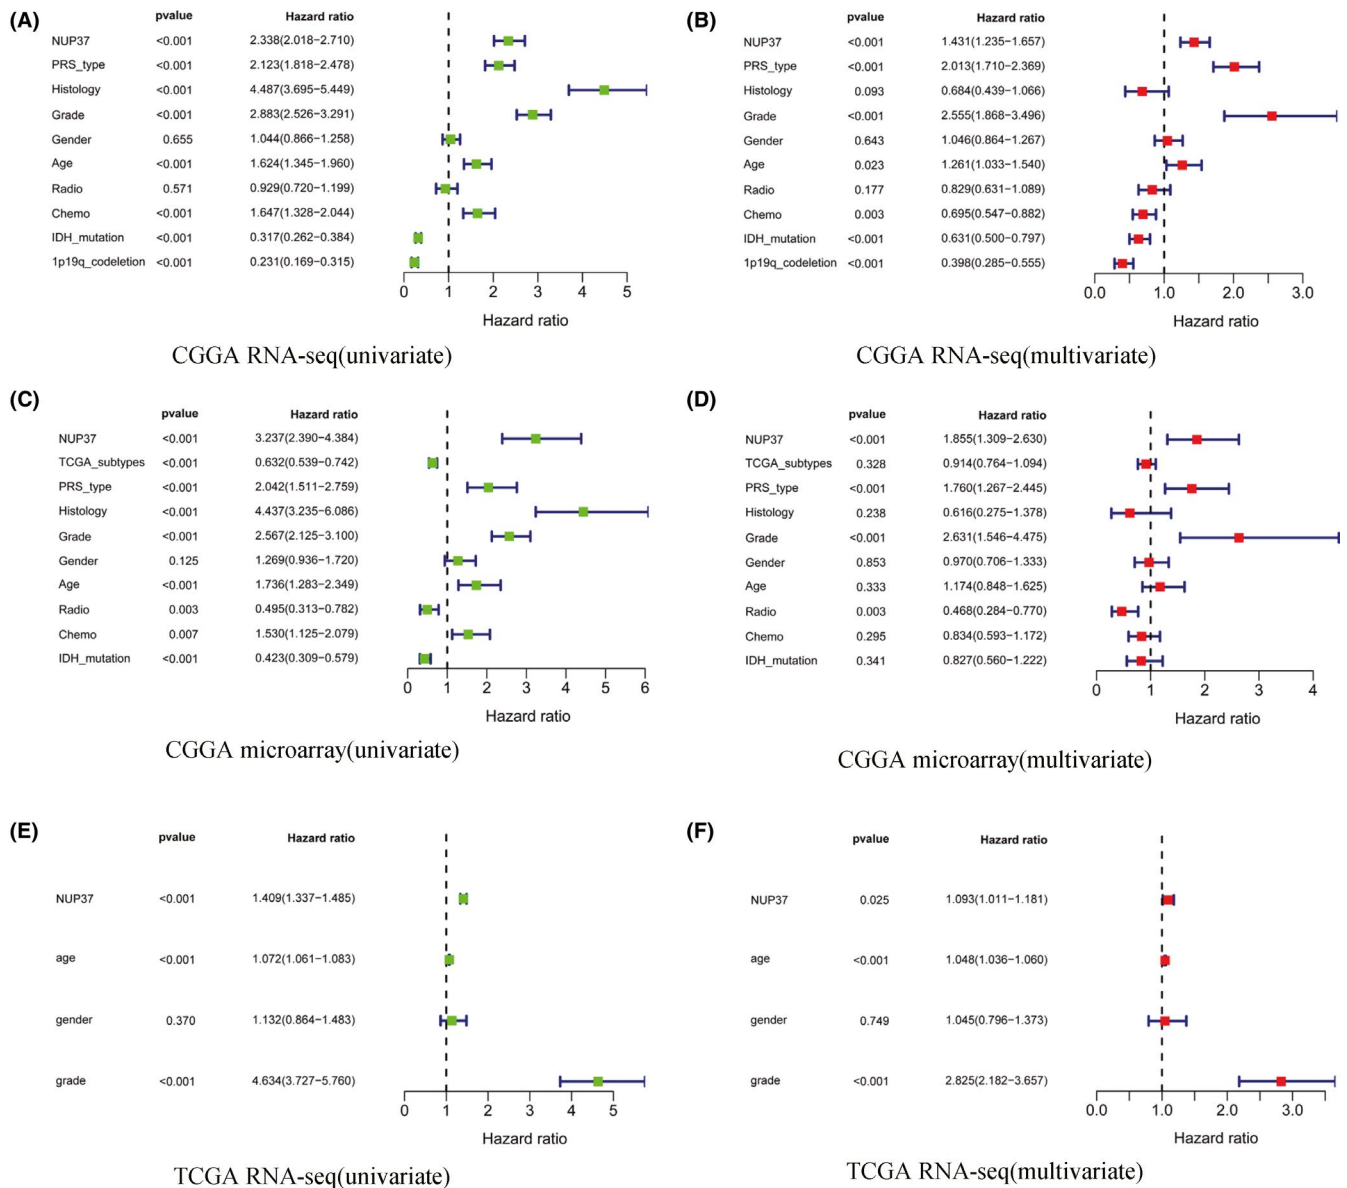 (A)
pvalue Hazard ratio
NUP37 <0.001 2.338(2.018−2.710)
PRS_type <0.001 2.123(1.818−2.478)
Histology <0.001 4.487(3.695−5.449)
Grade <0.001 2.883(2.526−3.291)
Gender 0.655 1.044(0.866−1.258)
Age <0.001 1.624(1.345−1.960)
Radio 0.571 0.929(0.720−1.199)
Chemo <0.001 1.647(1.328−2.044)
IDH_mutation <0.001 0.317(0.262−0.384)
1p19q_codeletion <0.001 0.231(0.169−0.315)
0 1 2 3 4 5
Hazard ratio
CGGA RNA-seq(univariate)
(B)
pvalue Hazard ratio
NUP37 <0.001 1.431(1.235−1.657)
PRS_type <0.001 2.013(1.710−2.369)
Histology 0.093 0.684(0.439−1.066)
Grade <0.001 2.555(1.868−3.496)
Gender 0.643 1.046(0.864−1.267)
Age 0.023 1.261(1.033−1.540)
Radio 0.177 0.829(0.631−1.089)
Chemo 0.003 0.695(0.547−0.882)
IDH_mutation <0.001 0.631(0.500−0.797)
1p19q_codeletion <0.001 0.398(0.285−0.555)
0.0 1.0 2.0 3.0
Hazard ratio
CGGA RNA-seq(multivariate)
(C)
pvalue Hazard ratio
NUP37 <0.001 3.237(2.390−4.384)
TCGA_subtypes <0.001 0.632(0.539−0.742)
PRS_type <0.001 2.042(1.511−2.759)
Histology <0.001 4.437(3.235−6.086)
Grade <0.001 2.567(2.125−3.100)
Gender 0.125 1.269(0.936−1.720)
Age <0.001 1.736(1.283−2.349)
Radio 0.003 0.495(0.313−0.782)
Chemo 0.007 1.530(1.125−2.079)
IDH_mutation <0.001 0.423(0.309−0.579)
0 1 2 3 4 5 6
Hazard ratio
CGGA microarray(univariate)
(D)
pvalue Hazard ratio
NUP37 <0.001 1.855(1.309−2.630)
TCGA_subtypes 0.328 0.914(0.764−1.094)
PRS_type <0.001 1.760(1.267−2.445)
Histology 0.238 0.616(0.275−1.378)
Grade <0.001 2.631(1.546−4.475)
Gender 0.853 0.970(0.706−1.333)
Age 0.333 1.174(0.848−1.625)
Radio 0.003 0.468(0.284−0.770)
Chemo 0.295 0.834(0.593−1.172)
IDH_mutation 0.341 0.827(0.560−1.222)
0 1 2 3 4
Hazard ratio
CGGA microarray(multivariate)
(E)
pvalue Hazard ratio
NUP37 <0.001 1.409(1.337−1.485)
age <0.001 1.072(1.061−1.083)
gender 0.370 1.132(0.864−1.483)
grade <0.001 4.634(3.727−5.760)
0 1 2 3 4 5
Hazard ratio
TCGA RNA-seq(univariate)
(F)
pvalue Hazard ratio
NUP37 0.025 1.093(1.011−1.181)
age <0.001 1.048(1.036−1.060)
gender 0.749 1.045(0.796−1.373)
grade <0.001 2.825(2.182−3.657)
0.0 1.0 2.0 3.0
Hazard ratio
TCGA RNA-seq(multivariate)